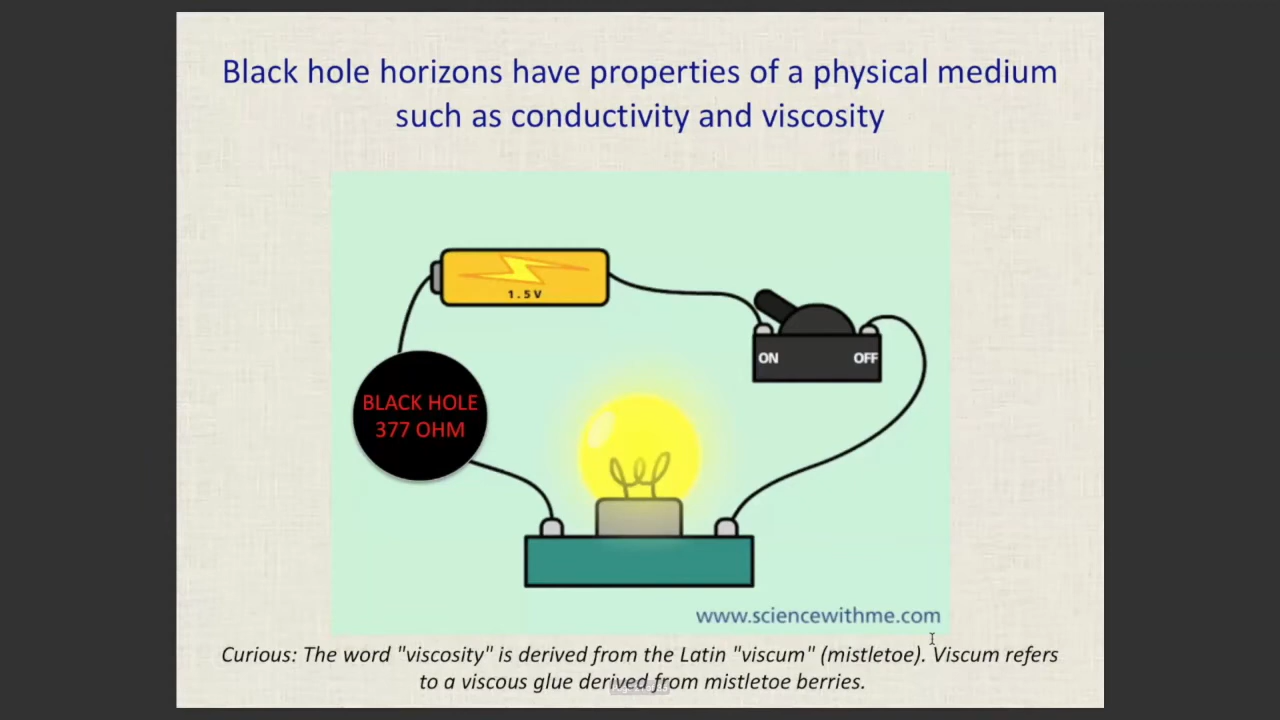 Black hole horizons have properties of a physical medium
such as conductivity and viscosity
1.5V
ON
OFF
BLACK HOLE
377 OHM
www.sciencewithme.com
Curious: The word "viscosity" is derived from the Latin "viscum" (mistletoe). Viscum refers
to a viscous glue derived from mistletoe berries.